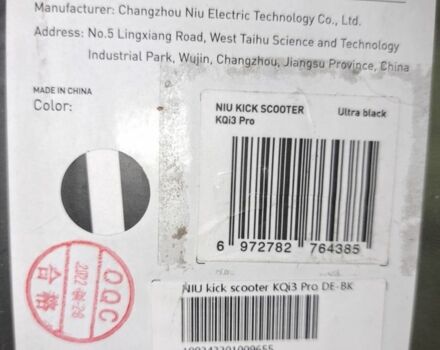 Manufacturer: Changzhou Niu Electric Technology Co., Ltd.
Address: No.5 Lingxiang Road, West Taihu Science and Technology
Industrial Park, Wujin, Changzhou, Jiangsu Province, China
MADE IN CHINA
Color:
NIU KICK SCOOTER
KQi3 Pro
Ultra black
6 972782 764385
OQC
合格
NIU kick scooter KQi3 Pro DE-BK